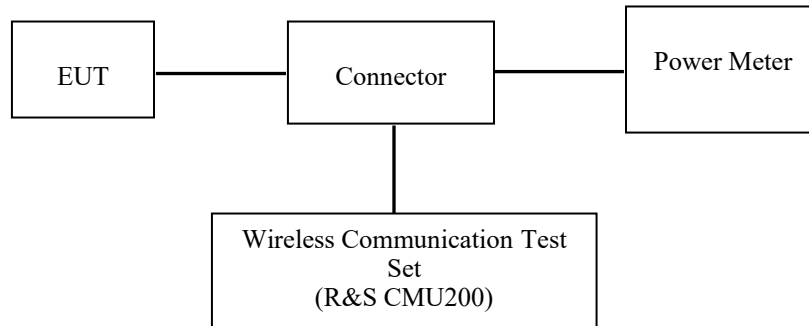 EUT
Connector
Power Meter
Wireless Communication Test
Set
(R&S CMU200)